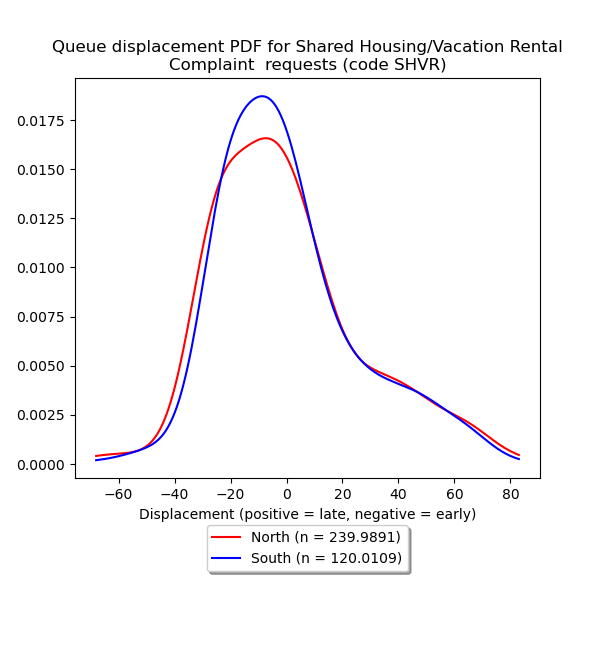 Queue displacement PDF for Shared Housing/Vacation Rental
Complaint  requests (code SHVR)
0.0175
0.0150
0.0125
0.0100
0.0075
0.0050
0.0025
0.0000
−60 −40 −20 0 20 40 60 80
Displacement (positive = late, negative = early)
North (n = 239.9891)
South (n = 120.0109)